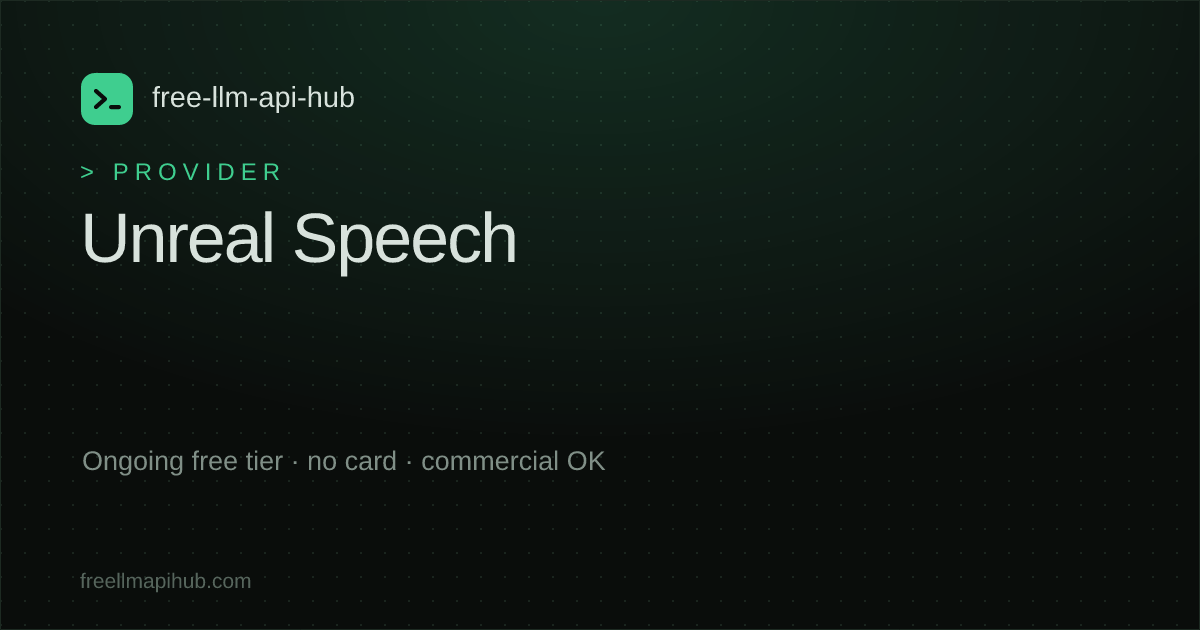 free-llm-api-hub
> PROVIDER
Unreal Speech
Ongoing free tier · no card · commercial OK
freellmapihub.com